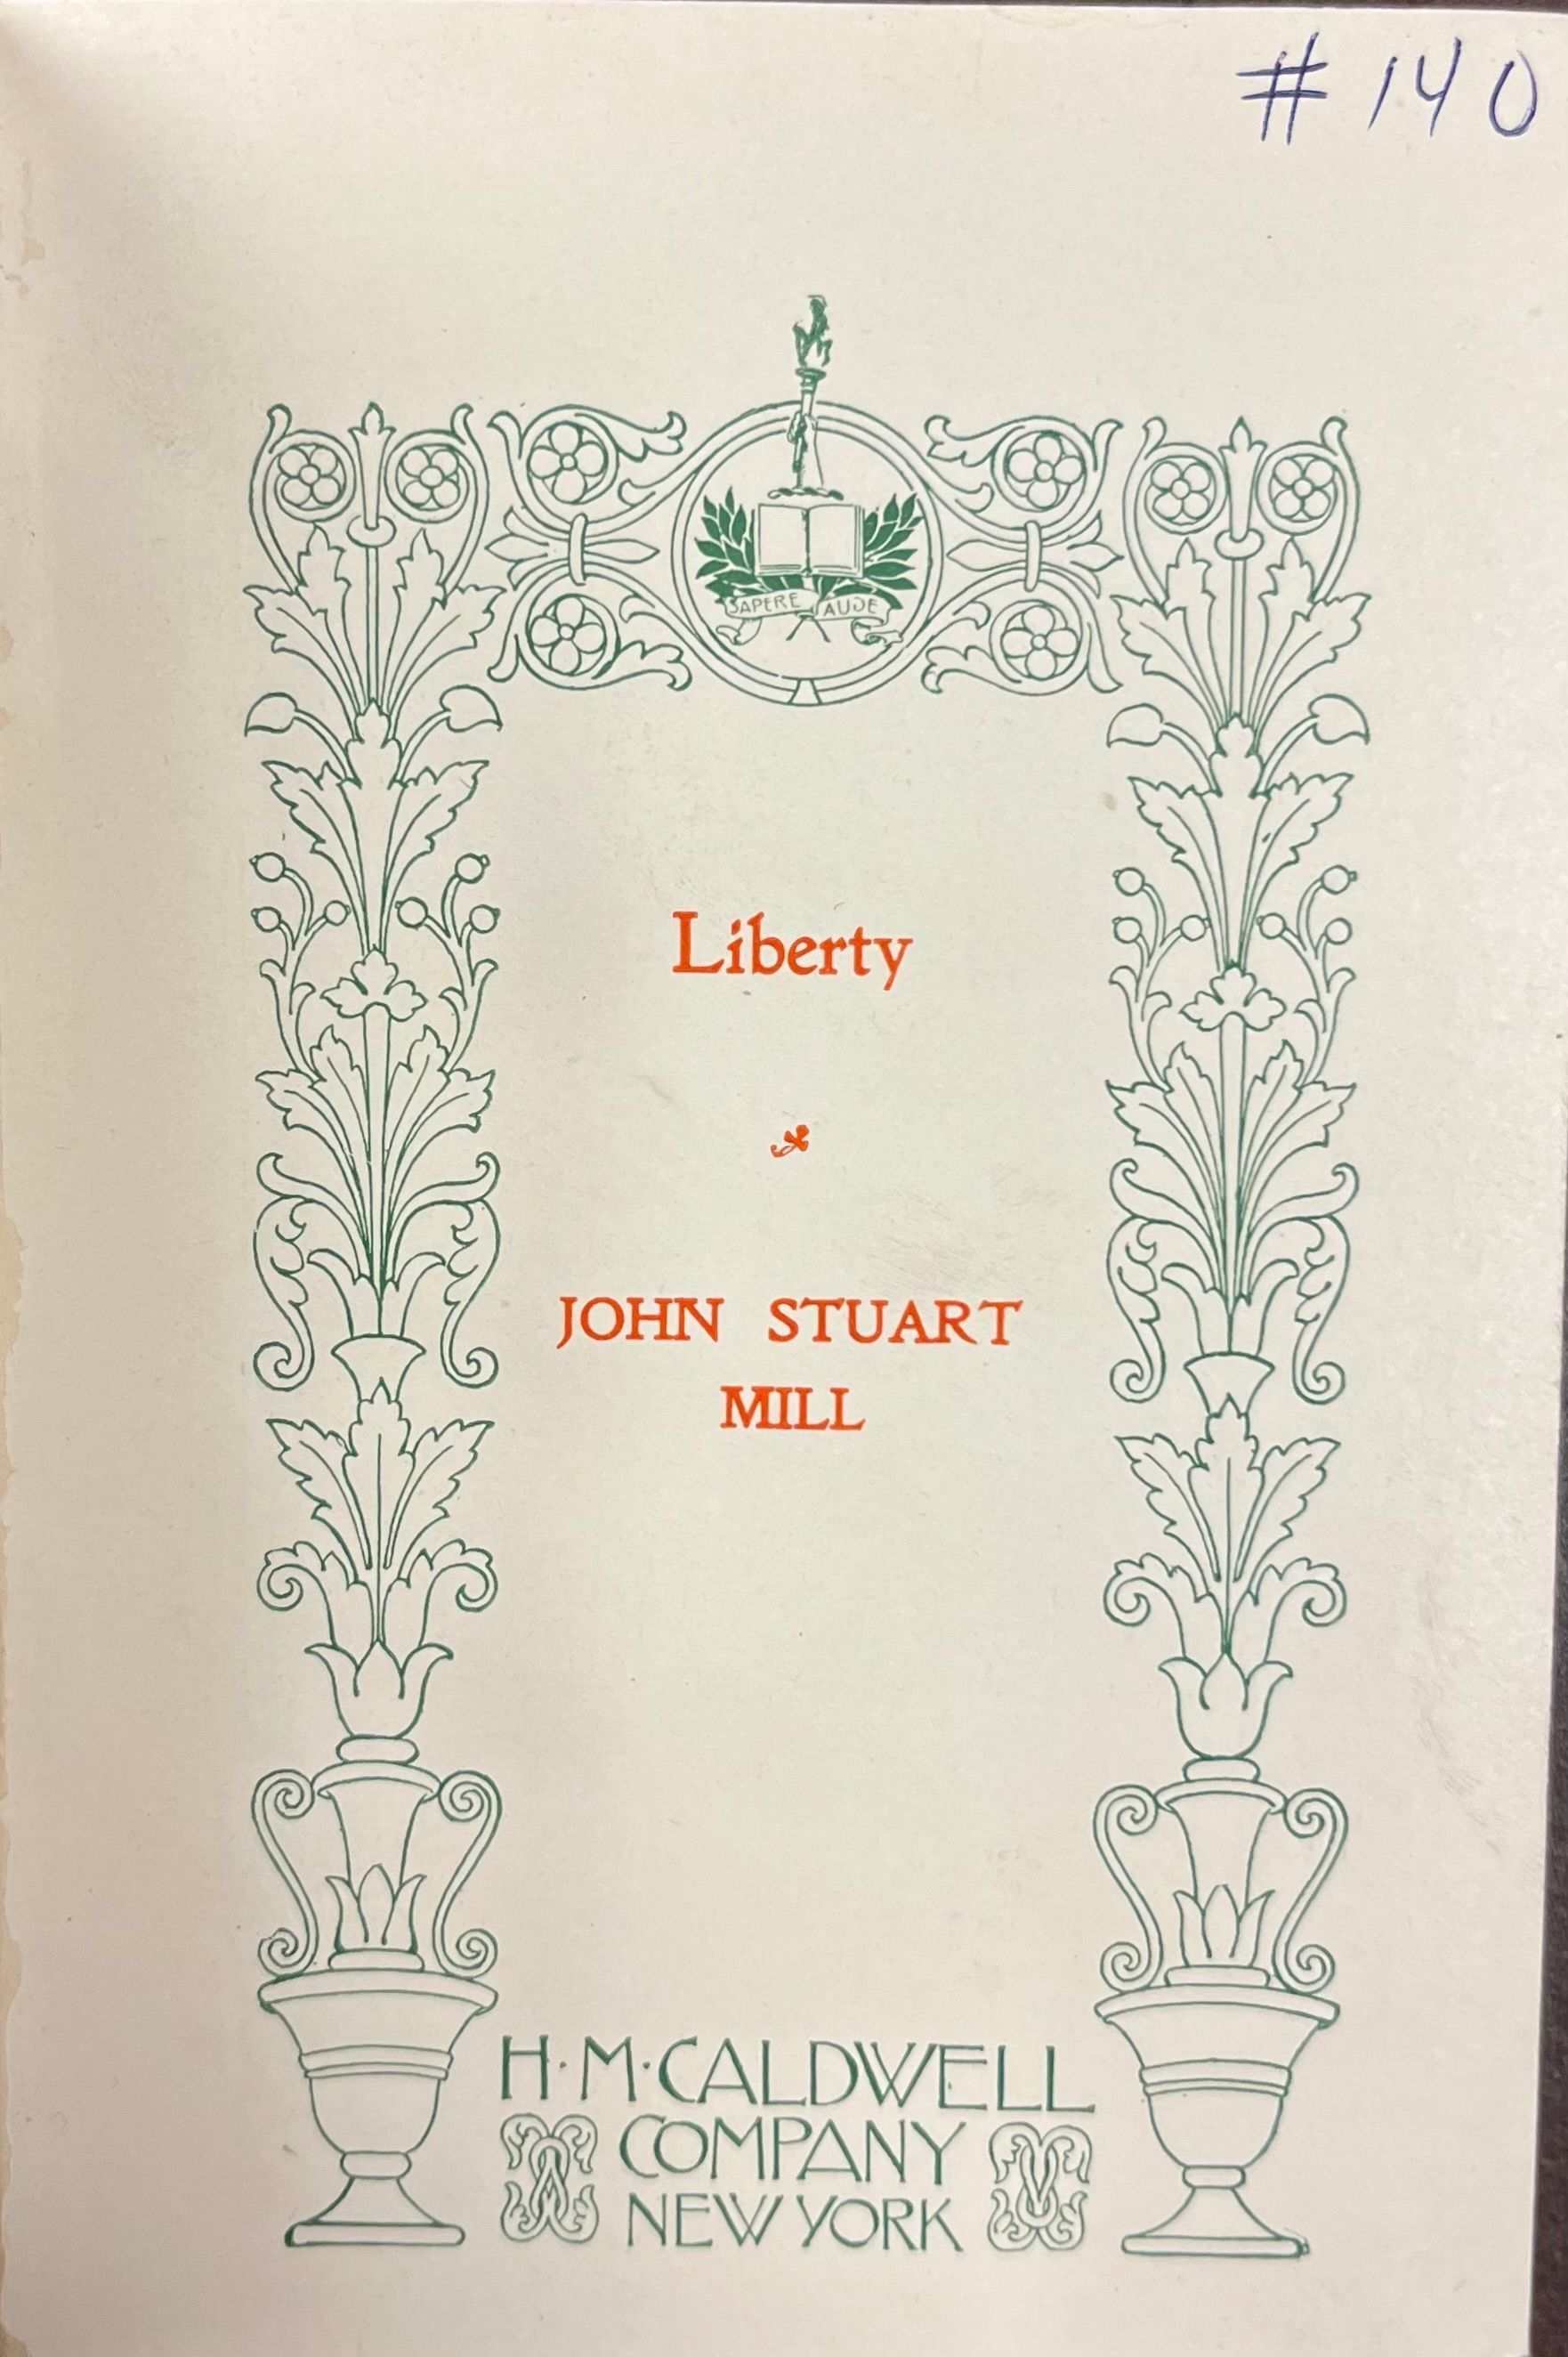 #140
SAPERE AUDE
Liberty
JOHN STUART
MILL
H·M·CALDWELL
COMPANY
NEW YORK